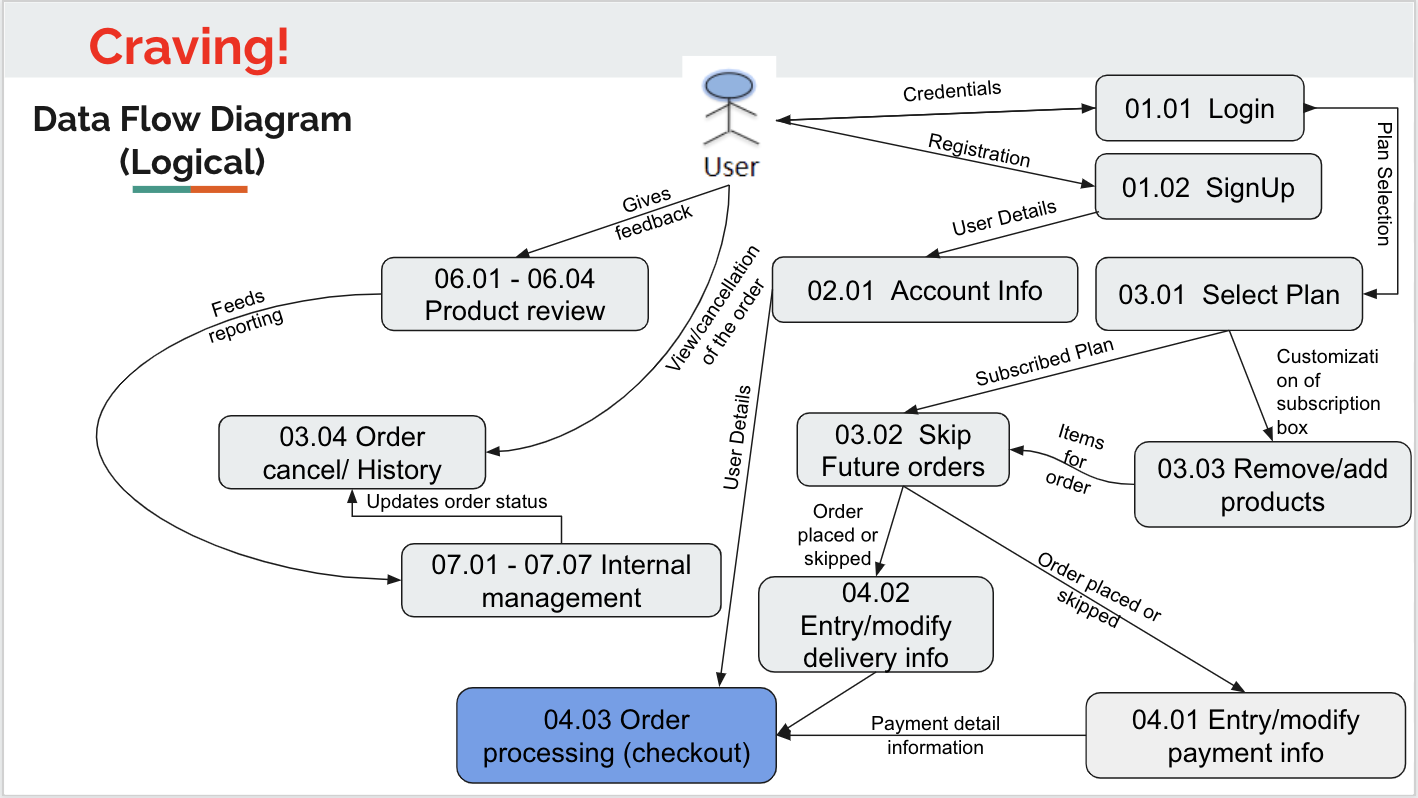 Craving!
Data Flow Diagram
(Logical)
User
Credentials
01.01 Login
Registration
01.02 SignUp
Plan Selection
Gives
feedback
User Details
06.01 - 06.04
Product review
View/cancellation
of the order
02.01 Account Info
03.01 Select Plan
Feeds
reporting
Subscribed Plan
Customizati
on of
subscription
box
User Details
03.04 Order
cancel/ History
03.02 Skip
Future orders
Items
for
order
03.03 Remove/add
products
Updates order status
Order
placed or
skipped
07.01 - 07.07 Internal
management
Order placed or
skipped
04.02
Entry/modify
delivery info
04.03 Order
processing (checkout)
Payment detail
information
04.01 Entry/modify
payment info